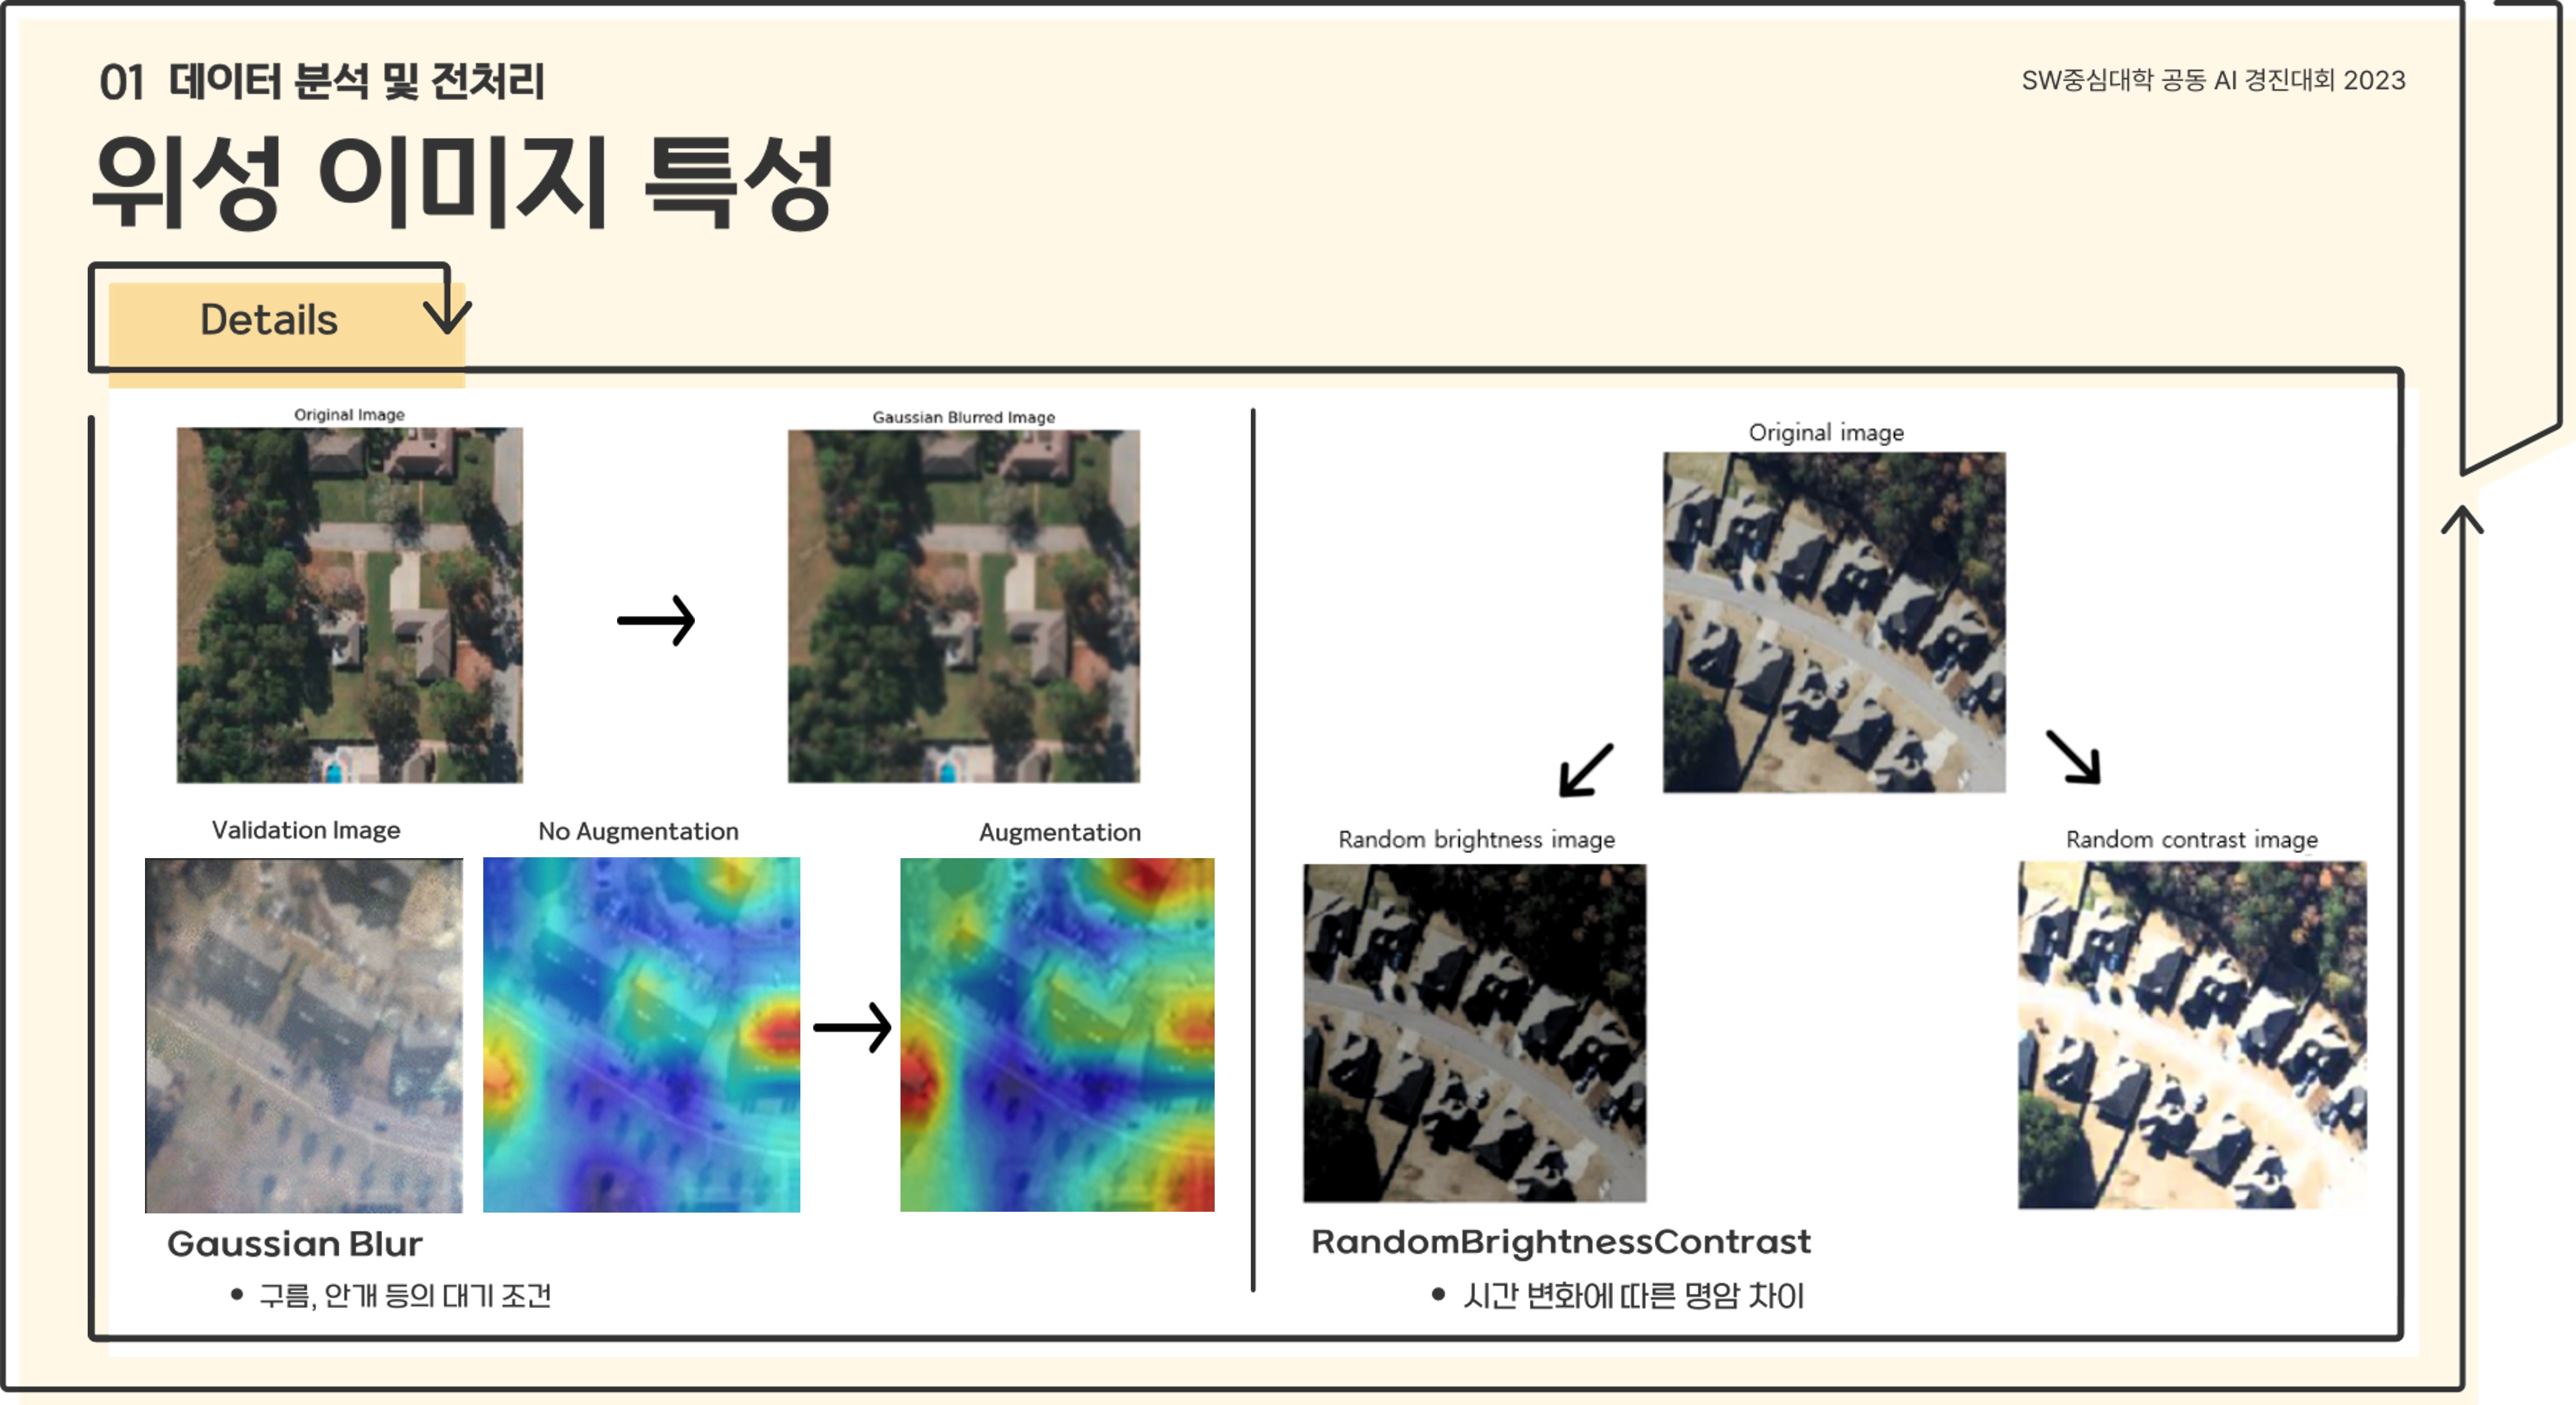 01 데이터 분석 및 전처리
SW중심대학 공동 AI 경진대회 2023
위성 이미지 특성
Details
Original Image
Gaussian Blurred Image
Validation Image
No Augmentation
Augmentation
Gaussian Blur
• 구름, 안개 등의 대기 조건
Original image
Random brightness image
Random contrast image
RandomBrightnessContrast
• 시간 변화에 따른 명암 차이